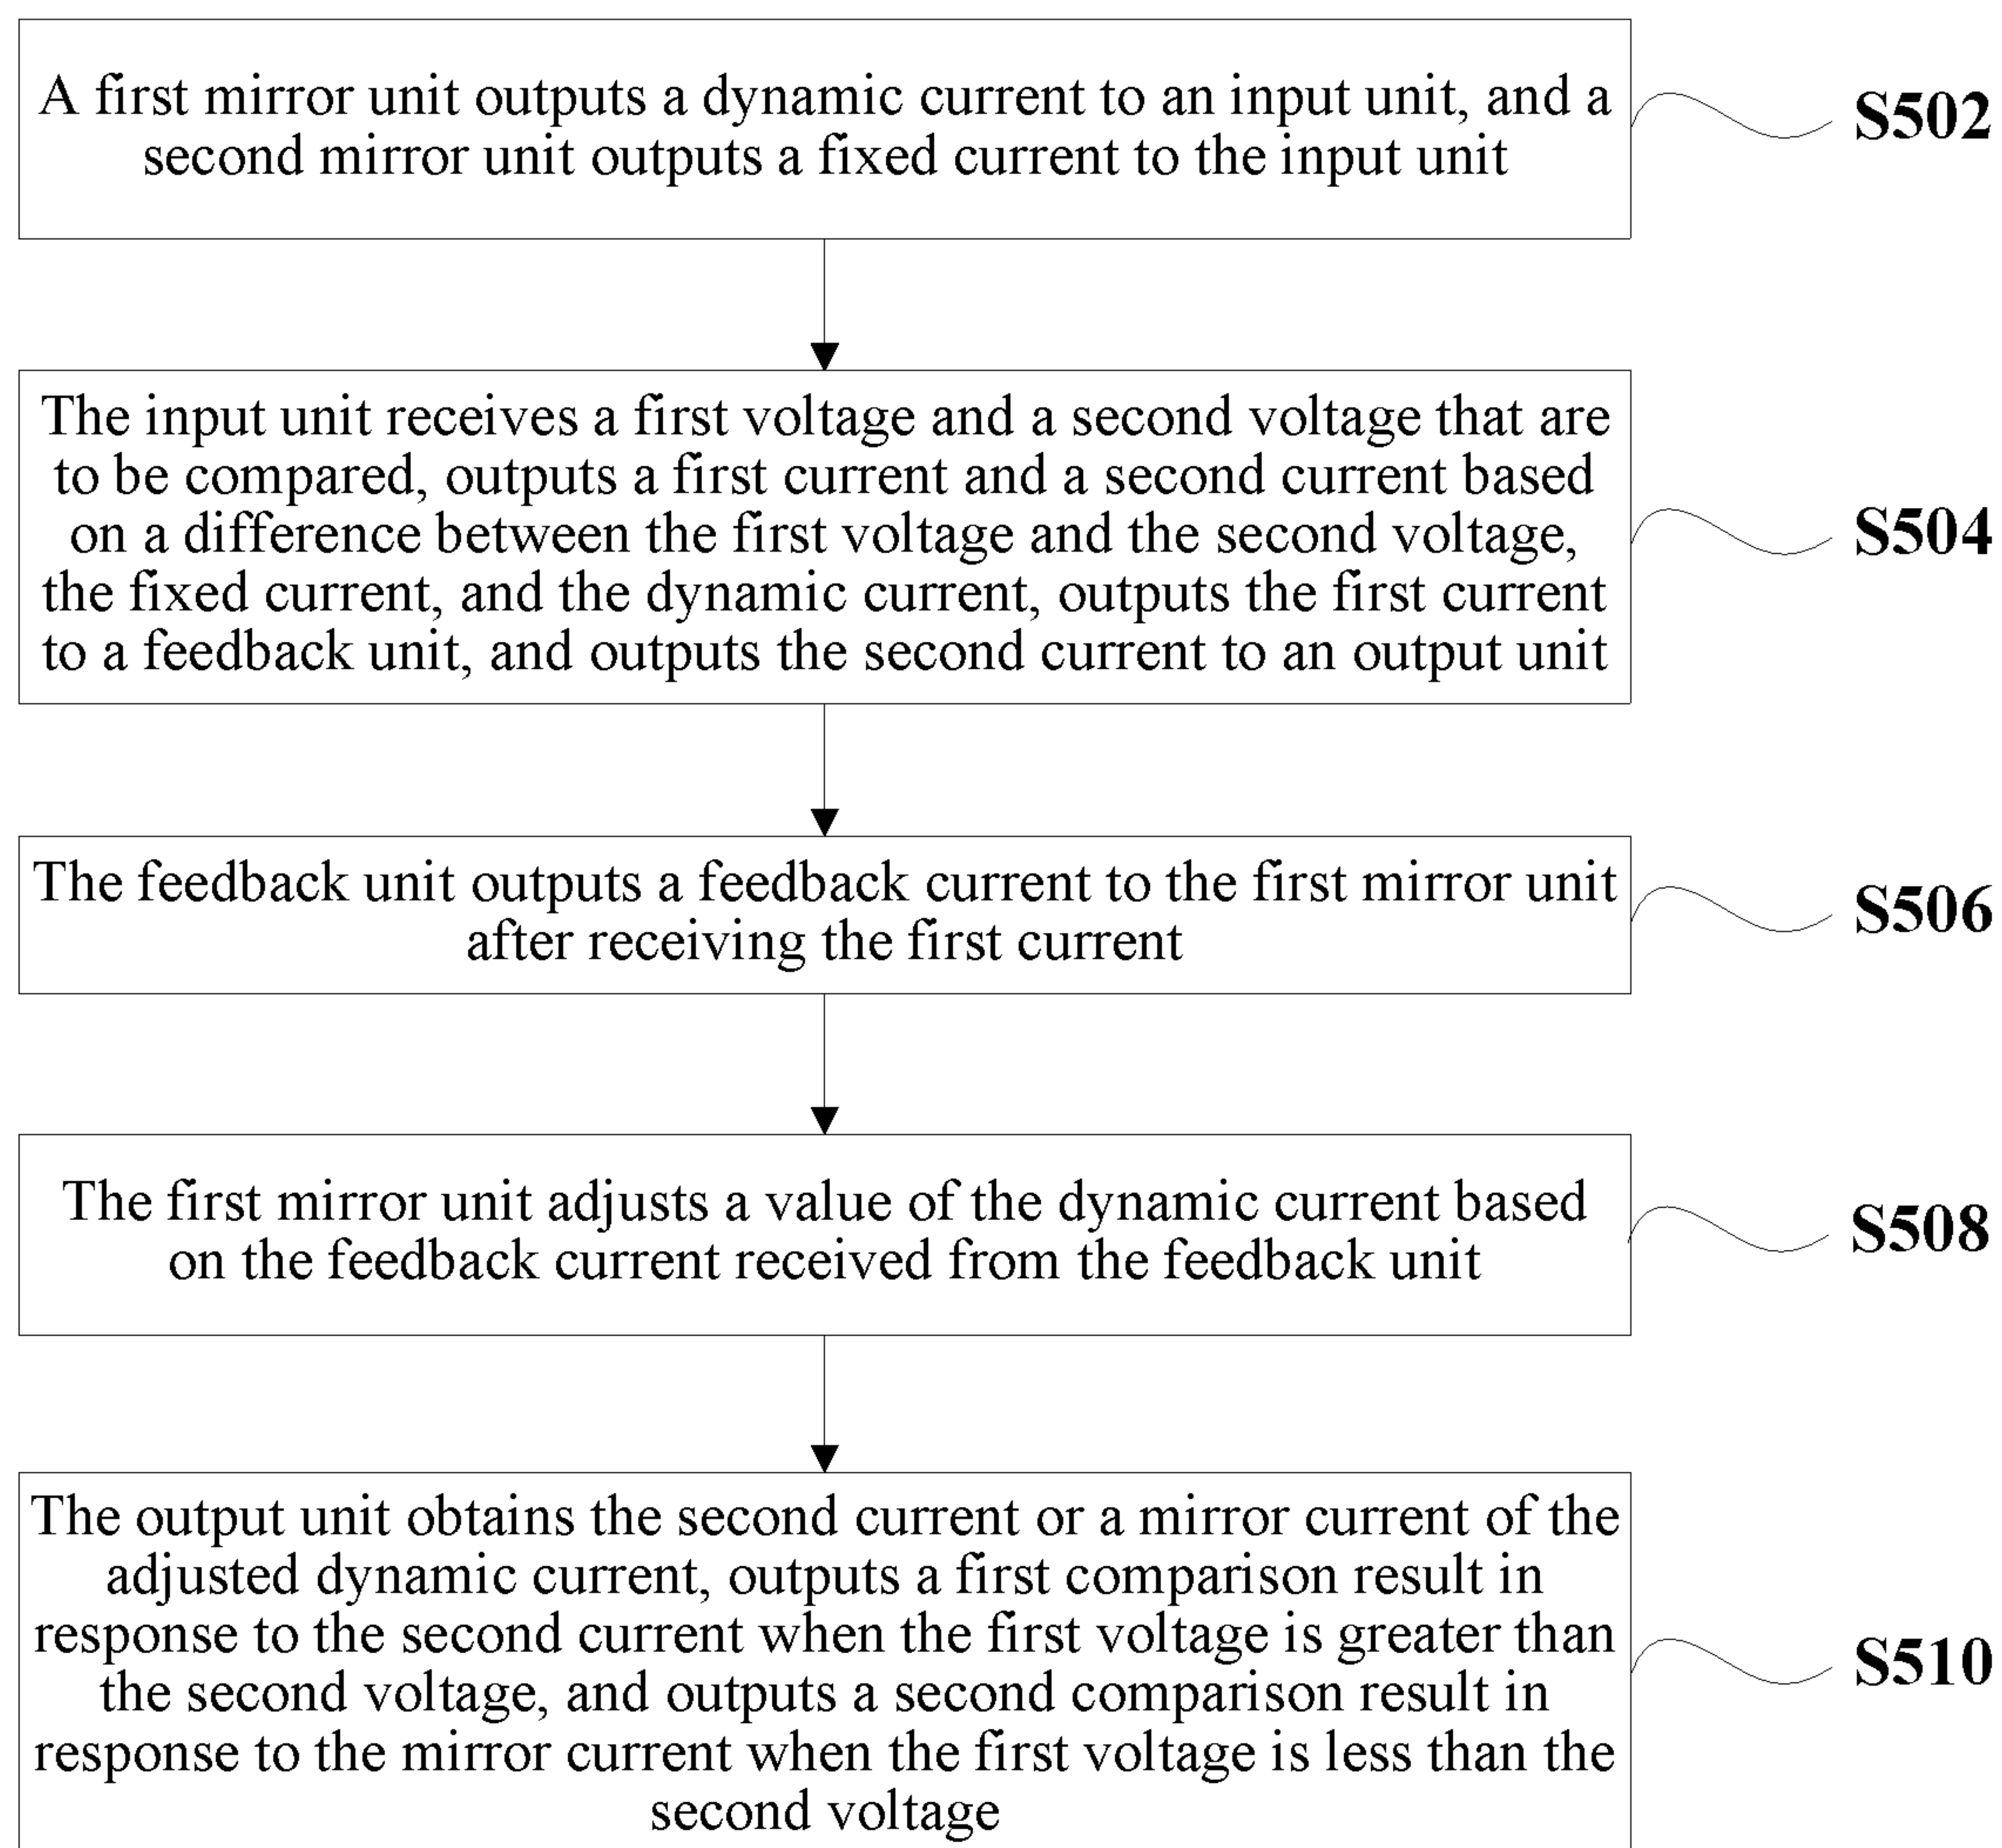 A first mirror unit outputs a dynamic current to an input unit, and a
second mirror unit outputs a fixed current to the input unit
S502
The input unit receives a first voltage and a second voltage that are
to be compared, outputs a first current and a second current based
on a difference between the first voltage and the second voltage,
the fixed current, and the dynamic current, outputs the first current
to a feedback unit, and outputs the second current to an output unit
S504
The feedback unit outputs a feedback current to the first mirror unit
after receiving the first current
S506
The first mirror unit adjusts a value of the dynamic current based
on the feedback current received from the feedback unit
S508
The output unit obtains the second current or a mirror current of the
adjusted dynamic current, outputs a first comparison result in
response to the second current when the first voltage is greater than
the second voltage, and outputs a second comparison result in
response to the mirror current when the first voltage is less than the
second voltage
S510